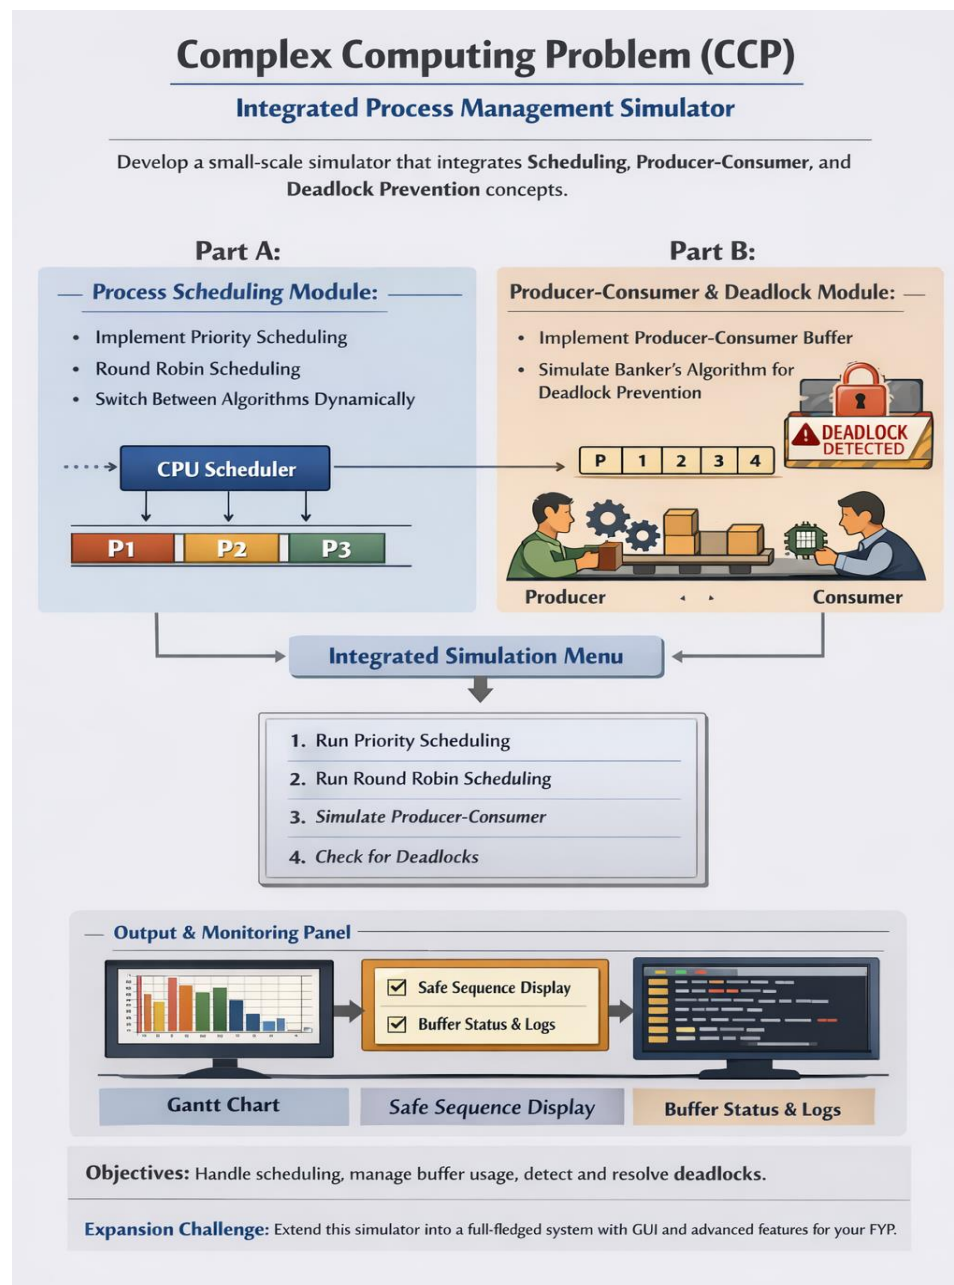 Complex Computing Problem (CCP)
Integrated Process Management Simulator
Develop a small-scale simulator that integrates Scheduling, Producer-Consumer, and
Deadlock Prevention concepts.
Part A:
Process Scheduling Module:
• Implement Priority Scheduling
• Round Robin Scheduling
• Switch Between Algorithms Dynamically
CPU Scheduler
P1 P2 P3
Part B:
Producer-Consumer & Deadlock Module:
• Implement Producer-Consumer Buffer
• Simulate Banker's Algorithm for
Deadlock Prevention
DEADLOCK
DETECTED
P 1 2 3 4
Producer
Consumer
Integrated Simulation Menu
1. Run Priority Scheduling
2. Run Round Robin Scheduling
3. Simulate Producer-Consumer
4. Check for Deadlocks
Output & Monitoring Panel
Safe Sequence Display
Buffer Status & Logs
Gantt Chart
Safe Sequence Display
Buffer Status & Logs
Objectives: Handle scheduling, manage buffer usage, detect and resolve deadlocks.
Expansion Challenge: Extend this simulator into a full-fledged system with GUI and advanced features for your FYP.